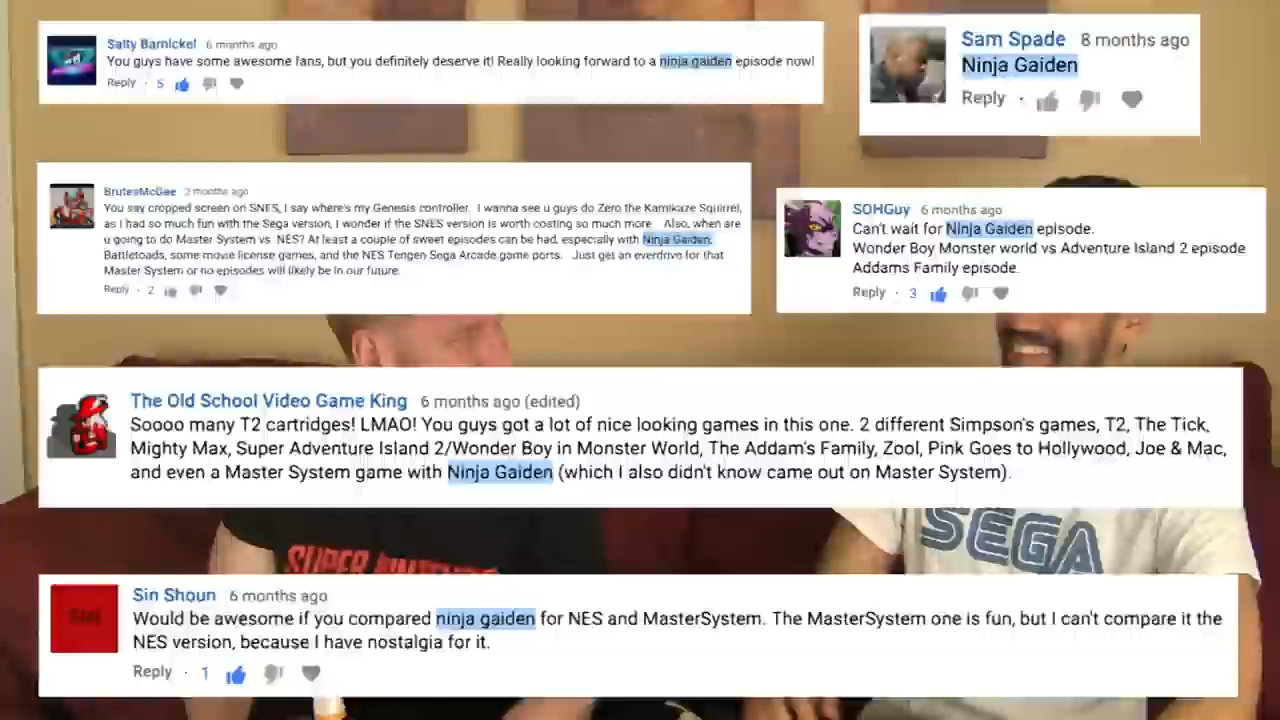 Salty Barnickel 6 months ago
You guys have some awesome fans, but you definitely deserve it! Really looking forward to a ninja gaiden episode now!
Reply · 5
Sam Spade 8 months ago
Ninja Gaiden
Reply ·
BrutesMcGee 2 months ago
You say cropped screen on SNES, I say where's my Genesis controller. I wanna see u guys do Zero the Kamikaze Squirrel,
as I had so much fun with the Sega version, I wonder if the SNES version is worth costing so much more. Also, when are
u going to do Master System vs. NES? At least a couple of sweet episodes can be had, especially with Ninja Gaiden,
Battletoads, some movie license games, and the NES Tengen Sega Arcade game ports. Just get an everdrive for that
Master System or no episodes will likely be in our future.
Reply · 2
SOHGuy 6 months ago
Can't wait for Ninja Gaiden episode.
Wonder Boy Monster world vs Adventure Island 2 episode
Addams Family episode.
Reply · 3
The Old School Video Game King 6 months ago (edited)
Soooo many T2 cartridges! LMAO! You guys got a lot of nice looking games in this one. 2 different Simpson's games, T2, The Tick,
Mighty Max, Super Adventure Island 2/Wonder Boy in Monster World, The Addam's Family, Zool, Pink Goes to Hollywood, Joe & Mac,
and even a Master System game with Ninja Gaiden (which I also didn't know came out on Master System).
SEGA
SUPER
SIN
Sin Shoun 6 months ago
Would be awesome if you compared ninja gaiden for NES and MasterSystem. The MasterSystem one is fun, but I can't compare it the
NES version, because I have nostalgia for it.
Reply · 1